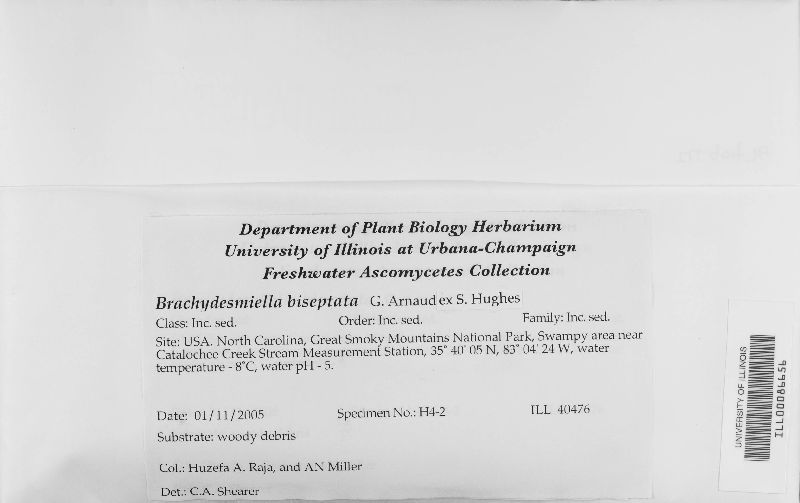 Department of Plant Biology Herbarium
University of Illinois at Urbana-Champaign
Freshwater Ascomycetes Collection
Brachydesmiella biseptata G. Arnaud ex S. Hughes
Class: Inc. sed. Order: Inc. sed. Family: Inc. sed.
Site: USA. North Carolina, Great Smoky Mountains National Park, Swampy area near
Catalochee Creek Stream Measurement Station, 35° 40' 05 N, 83° 04' 24 W, water
temperature - 8°C, water pH - 5.
Date: 01/11/2005 Specimen No.: H4-2 ILL 40476
Substrate: woody debris
Col.: Huzefa A. Raja, and AN Miller
Det.: C.A. Shearer
UNIVERSITY OF ILLINOIS
ILL00086656